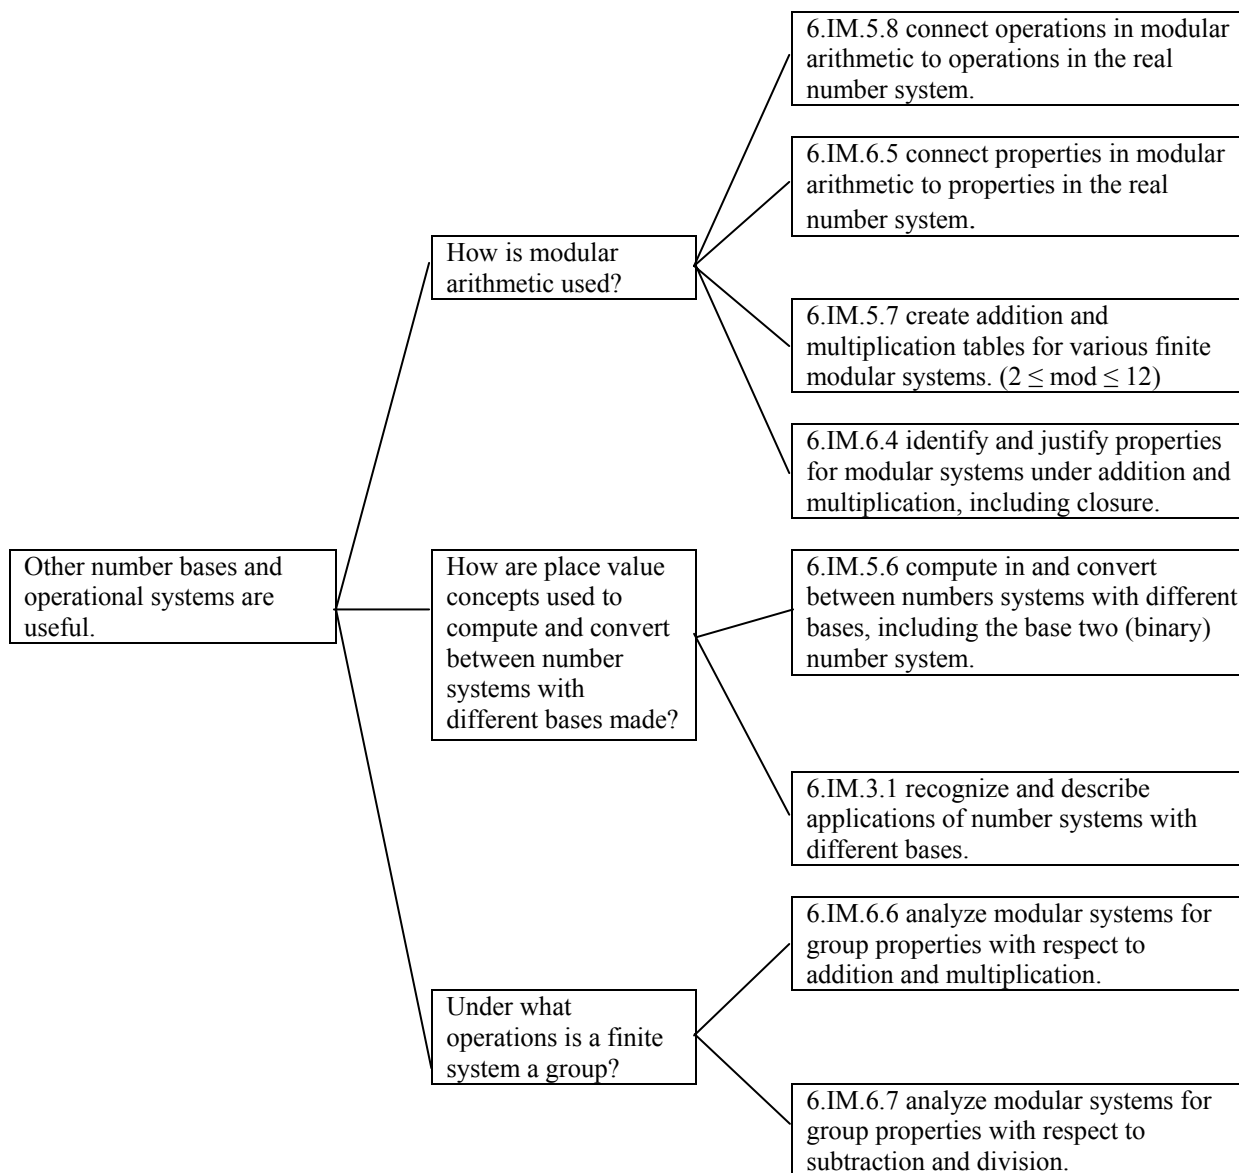 Other number bases and
operational systems are
useful.
How is modular
arithmetic used?
6.IM.5.8 connect operations in modular
arithmetic to operations in the real
number system.
6.IM.6.5 connect properties in modular
arithmetic to properties in the real
number system.
6.IM.5.7 create addition and
multiplication tables for various finite
modular systems. (2 ≤ mod ≤ 12)
6.IM.6.4 identify and justify properties
for modular systems under addition and
multiplication, including closure.
How are place value
concepts used to
compute and convert
between number
systems with
different bases made?
6.IM.5.6 compute in and convert
between numbers systems with different
bases, including the base two (binary)
number system.
6.IM.3.1 recognize and describe
applications of number systems with
different bases.
Under what
operations is a finite
system a group?
6.IM.6.6 analyze modular systems for
group properties with respect to
addition and multiplication.
6.IM.6.7 analyze modular systems for
group properties with respect to
subtraction and division.